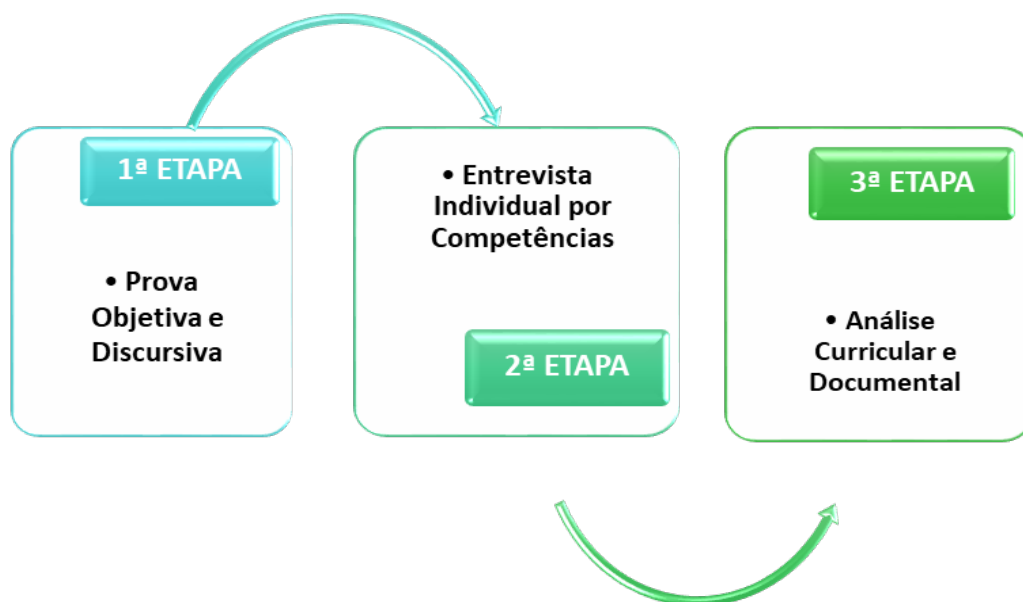 1ª ETAPA
• Prova
Objetiva e
Discursiva
• Entrevista
Individual por
Competências
2ª ETAPA
3ª ETAPA
• Análise
Curricular e
Documental